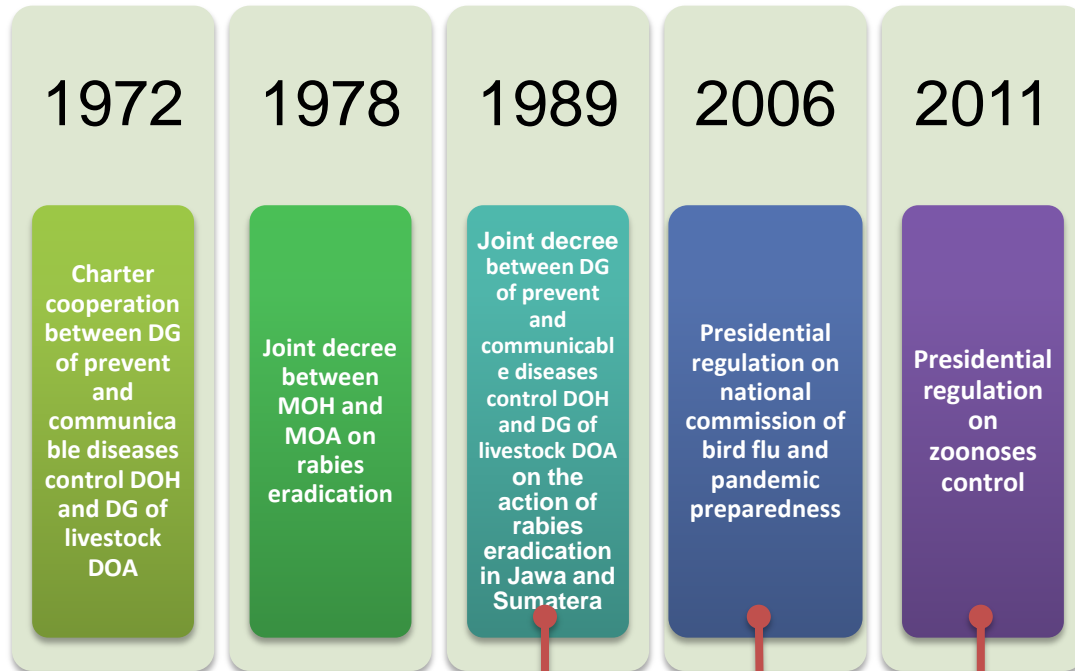 1972
Charter
cooperation
between DG
of prevent
and
communica
ble diseases
control DOH
and DG of
livestock
DOA
1978
Joint decree
between
MOH and
MOA on
rabies
eradication
1989
Joint decree
between DG
of prevent
and
communicabl
e diseases
control DOH
and DG of
livestock DOA
on the
action of
rabies
eradication
in Jawa and
Sumatera
2006
Presidential
regulation on
national
commission of
bird flu and
pandemic
preparedness
2011
Presidential
regulation
on
zoonoses
control